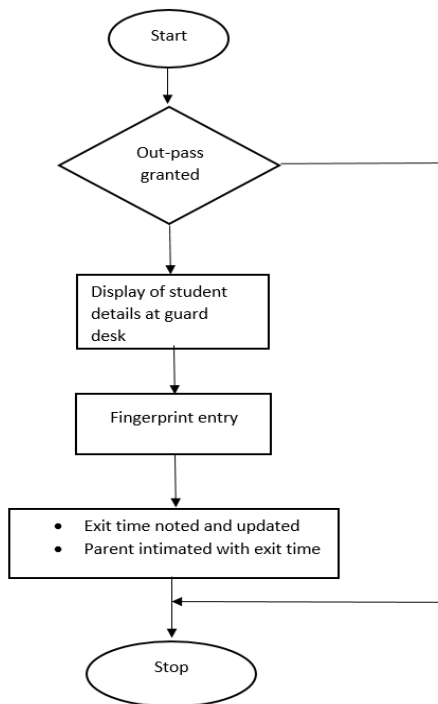 Start
Out-pass
granted
Display of student
details at guard
desk
Fingerprint entry
• Exit time noted and updated
• Parent intimated with exit time
Stop